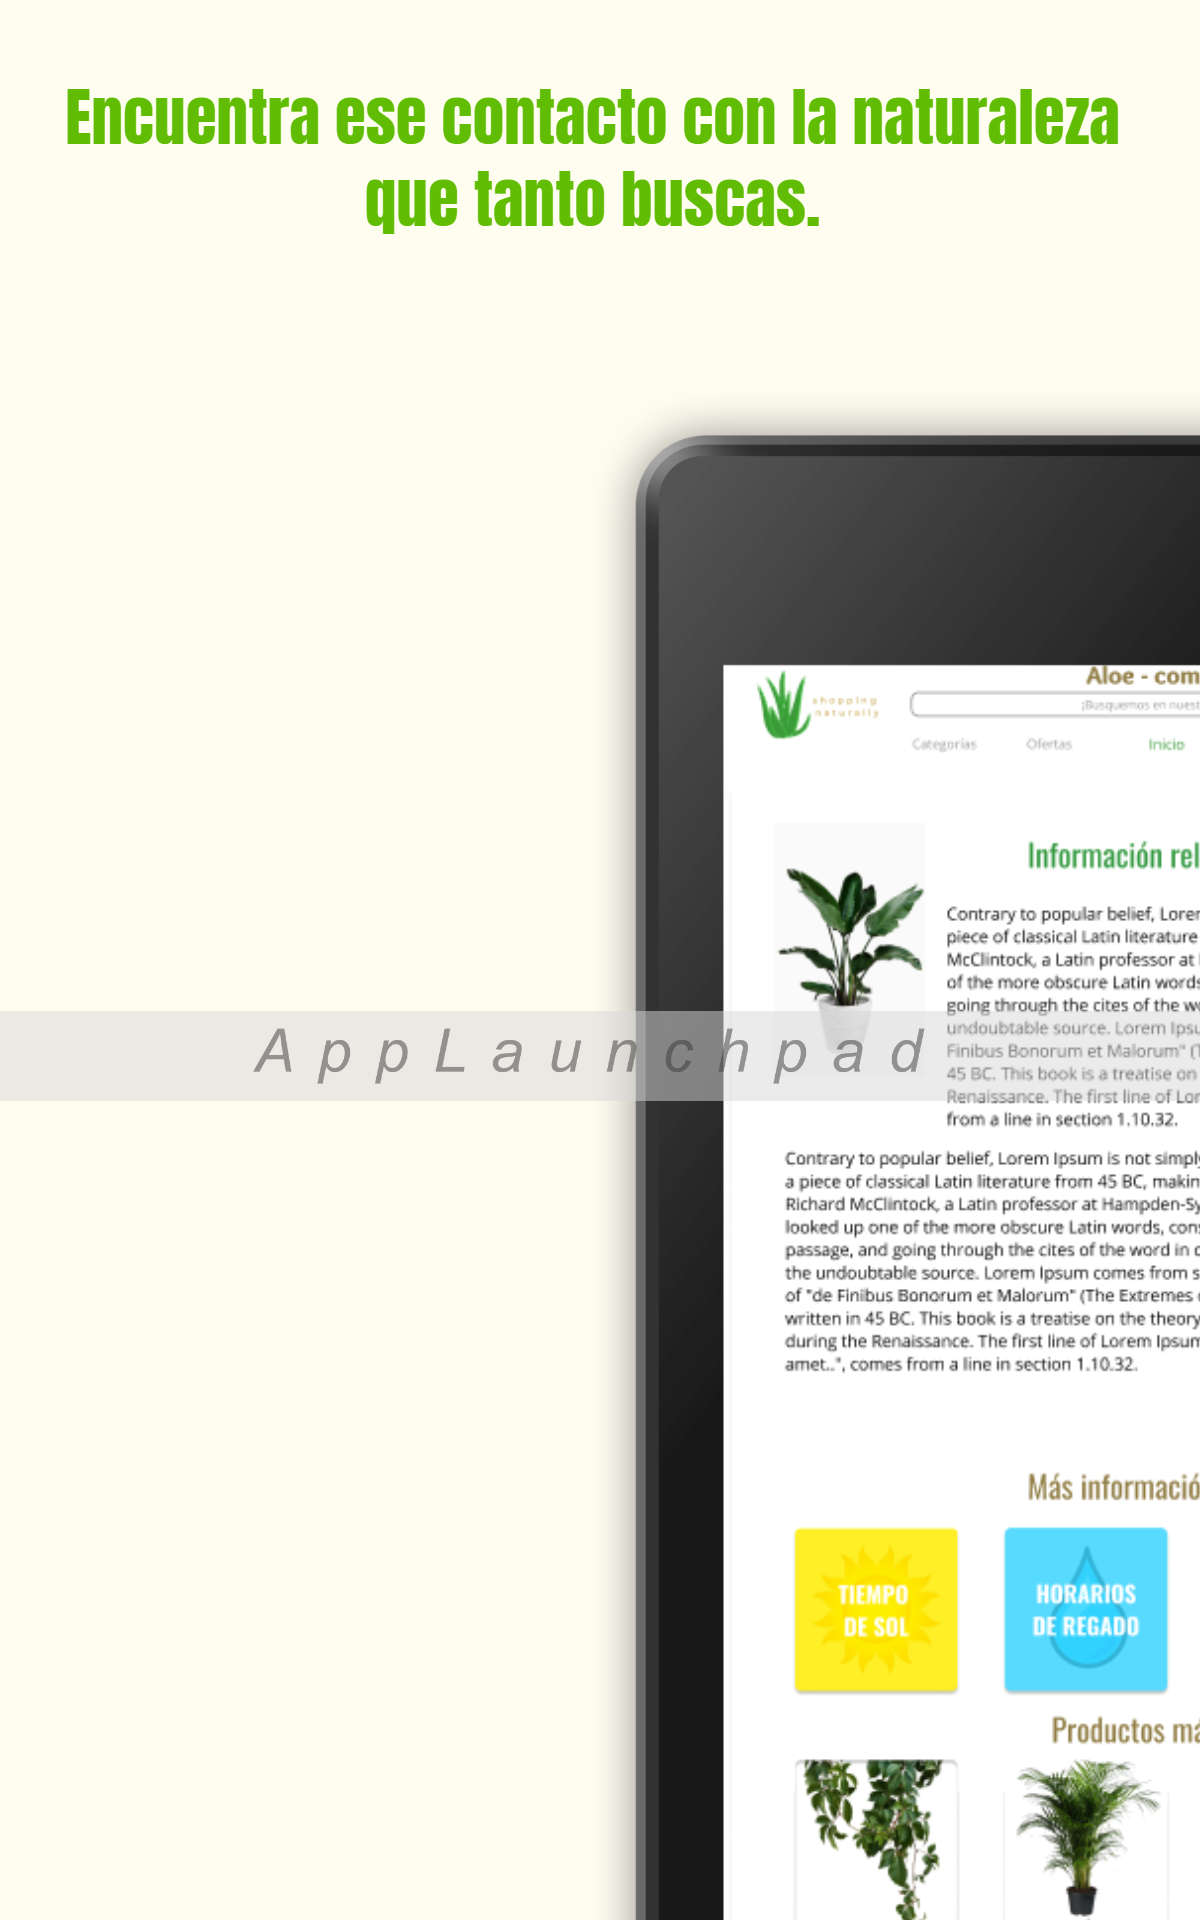 Encuentra ese contacto con la naturaleza
que tanto buscas.
Aloe - com
shopping
naturally
¡Busquemos en nuest
Categorías Ofertas Inicio
Información rel
Contrary to popular belief, Lorem
piece of classical Latin literature
McClintock, a Latin professor at
of the more obscure Latin words
going through the cites of the wo
undoubtable source. Lorem Ipsu
Finibus Bonorum et Malorum" (T
45 BC. This book is a treatise on
Renaissance. The first line of Lor
from a line in section 1.10.32.
AppLaunchpad
Contrary to popular belief, Lorem Ipsum is not simply
a piece of classical Latin literature from 45 BC, makin
Richard McClintock, a Latin professor at Hampden-Sy
looked up one of the more obscure Latin words, cons
passage, and going through the cites of the word in c
the undoubtable source. Lorem Ipsum comes from s
of "de Finibus Bonorum et Malorum" (The Extremes
written in 45 BC. This book is a treatise on the theory
during the Renaissance. The first line of Lorem Ipsum
amet..", comes from a line in section 1.10.32.
Más informació
TIEMPO
DE SOL
HORARIOS
DE REGADO
Productos má